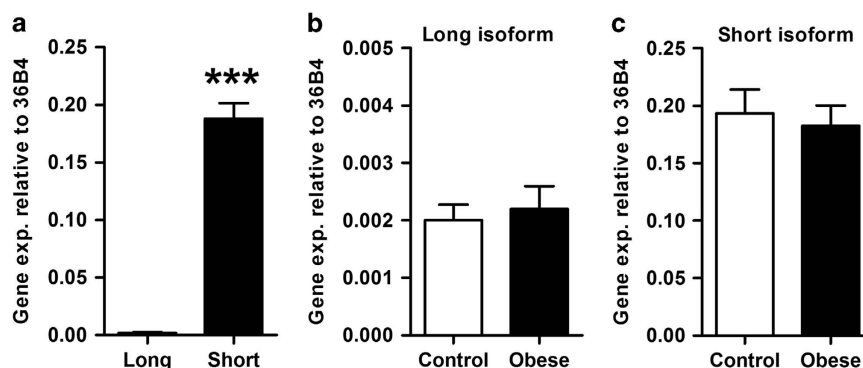 a
Gene exp. relative to 36B4
0.25
0.20
0.15
0.10
0.05
0.00
***
Long Short
b
Long isoform
Gene exp. relative to 36B4
0.005
0.004
0.003
0.002
0.001
0.000
Control Obese
c
Short isoform
Gene exp. relative to 36B4
0.25
0.20
0.15
0.10
0.05
0.00
Control Obese